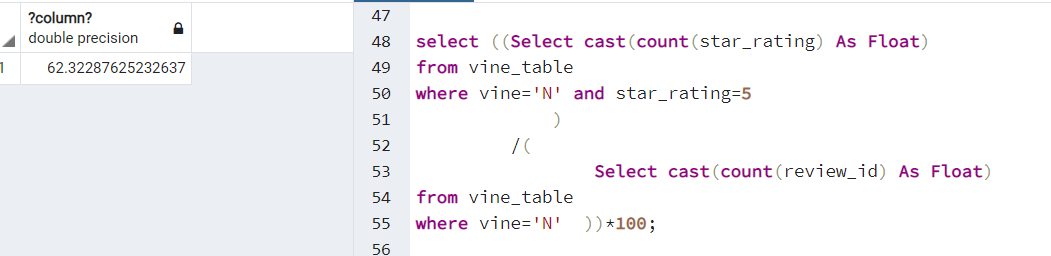 ?column?
double precision
1
62.32287625232637
47
48 select ((Select cast(count(star_rating) As Float)
49 from vine_table
50 where vine='N' and star_rating=5
51 )
52 /(
53 Select cast(count(review_id) As Float)
54 from vine_table
55 where vine='N'  ))*100;
56